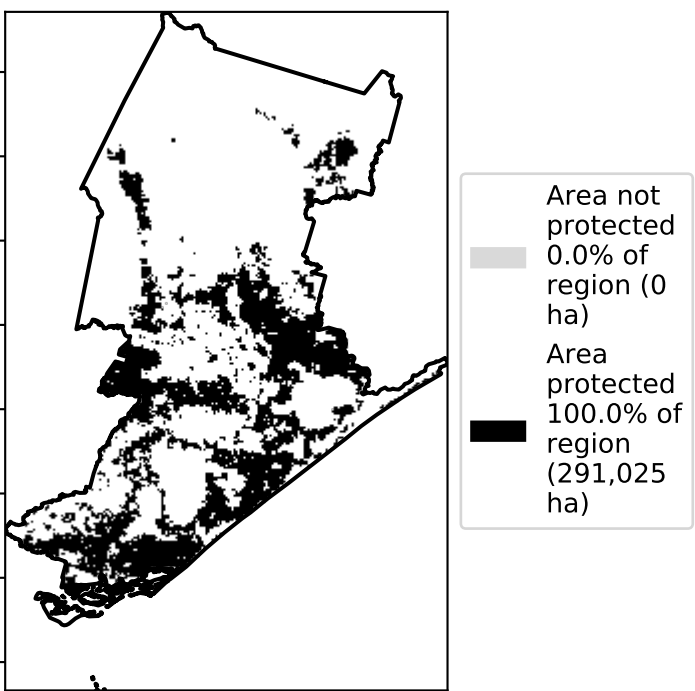 Area not
protected
0.0% of
region (0
ha)
Area
protected
100.0% of
region
(291,025
ha)